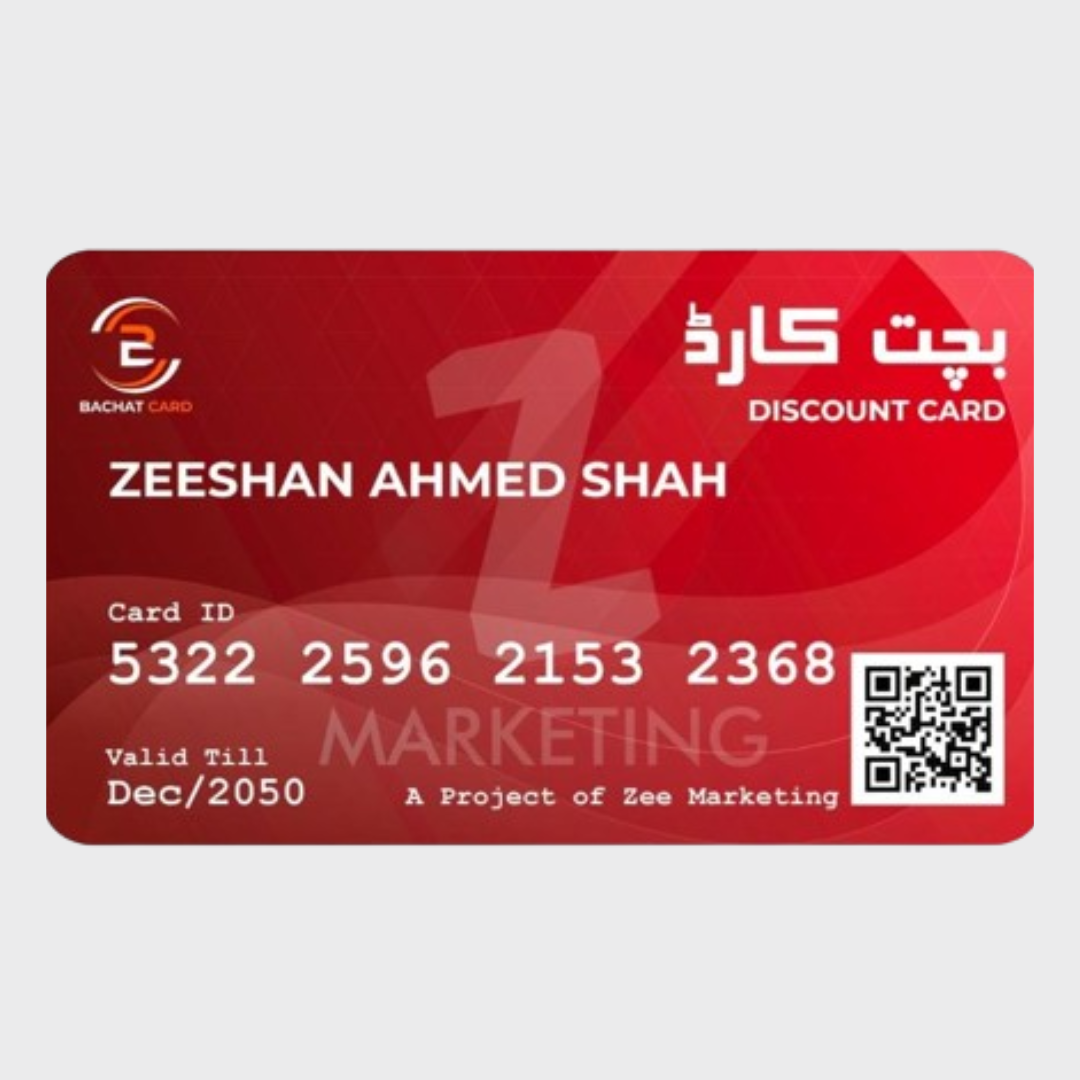 بچت کارڈ
BACHAT CARD
DISCOUNT CARD
ZEESHAN AHMED SHAH
Card ID
5322 2596 2153 2368
MARKETING
Valid Till
Dec/2050
A Project of Zee Marketing